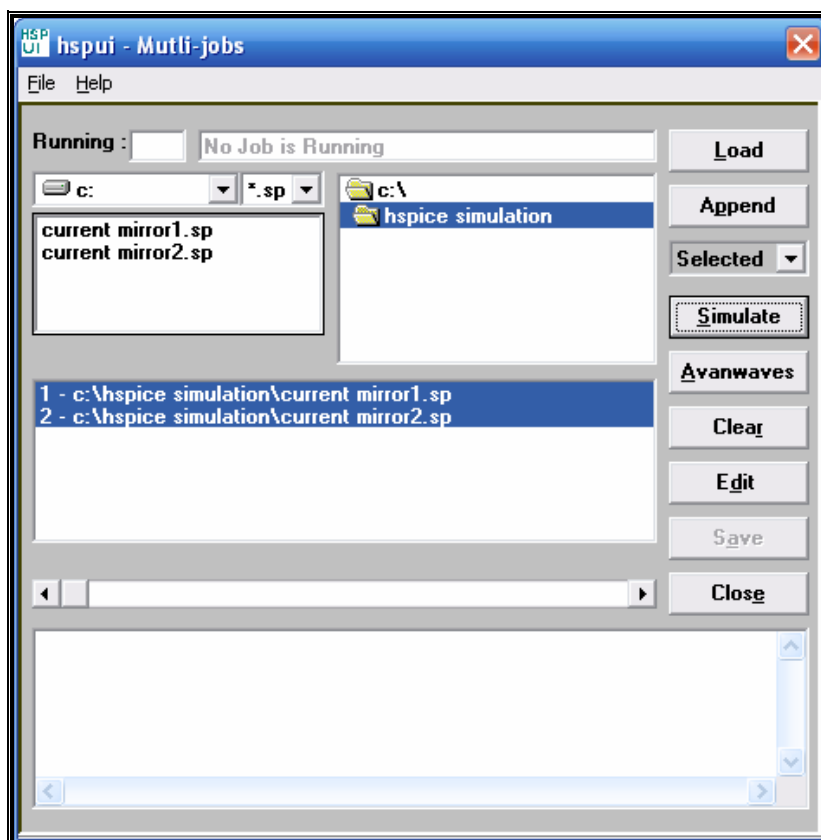 HSP UI hspui - Mutli-jobs
File Help
Running : No Job is Running
Load
c: *.sp c:\
hspice simulation
Append
current mirror1.sp
current mirror2.sp
Selected
Simulate
Avanwaves
1 - c:\hspice simulation\current mirror1.sp
2 - c:\hspice simulation\current mirror2.sp
Clear
Edit
Save
Close